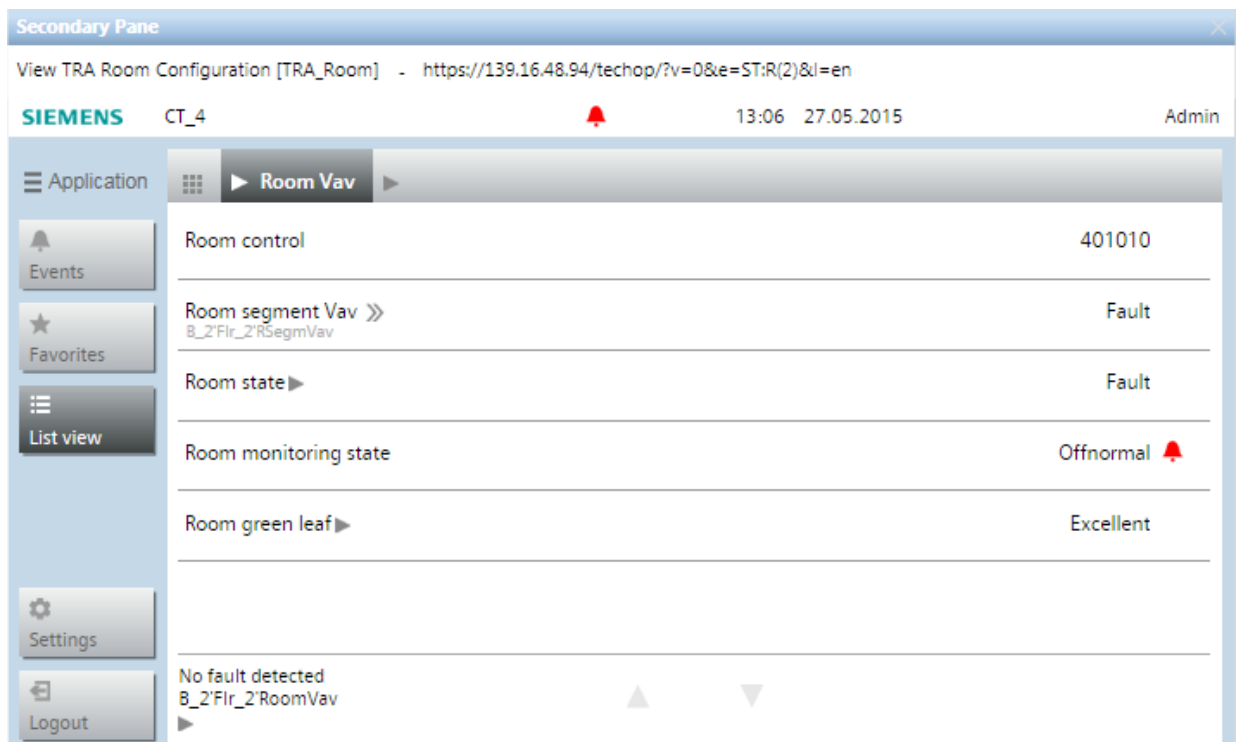 Secondary Pane
View TRA Room Configuration [TRA_Room] - https://139.16.48.94/techop/?v=0&e=ST:R(2)&l=en
SIEMENS CT_4 13:06 27.05.2015 Admin
Application Room Vav
Events
Room control 401010
Room segment Vav Fault
B_2'Flr_2'RSegmVav
Favorites
Room state Fault
List view
Room monitoring state Offnormal
Room green leaf Excellent
Settings
No fault detected
B_2'Flr_2'RoomVav
Logout